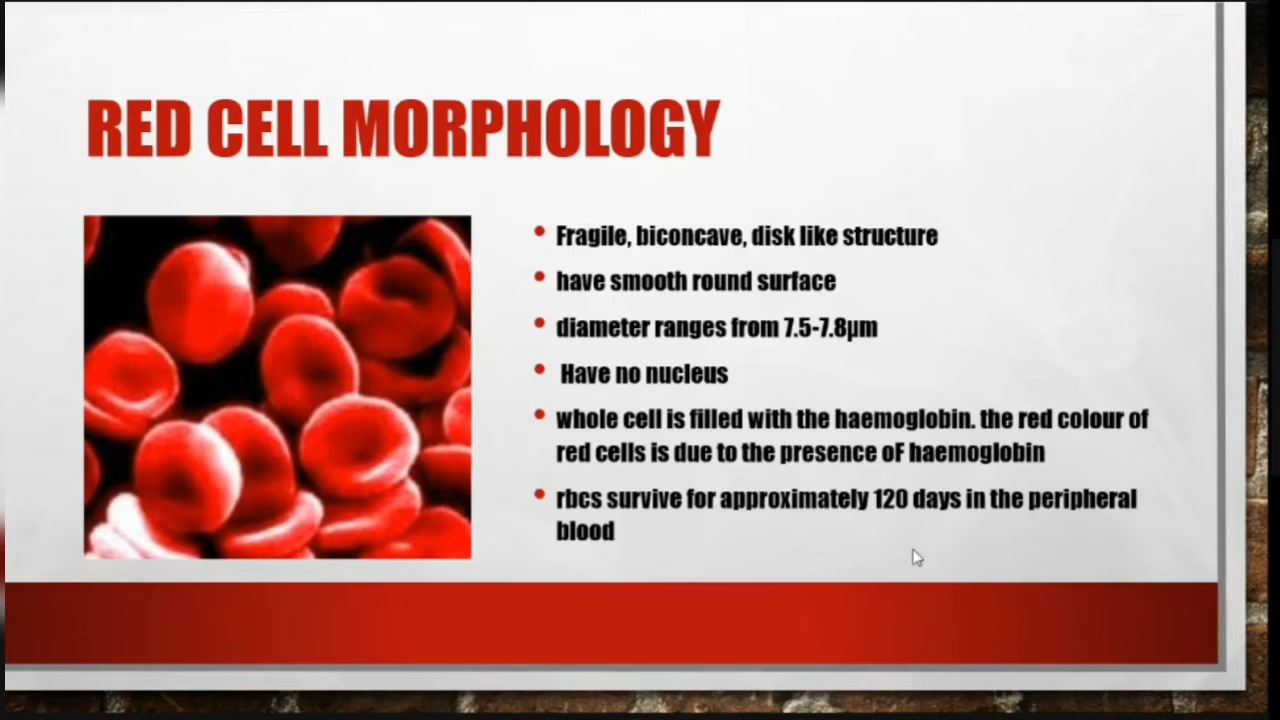 RED CELL MORPHOLOGY
Fragile, biconcave, disk like structure
have smooth round surface
diameter ranges from 7.5-7.8µm
Have no nucleus
whole cell is filled with the haemoglobin. the red colour of
red cells is due to the presence oF haemoglobin
rbcs survive for approximately 120 days in the peripheral
blood